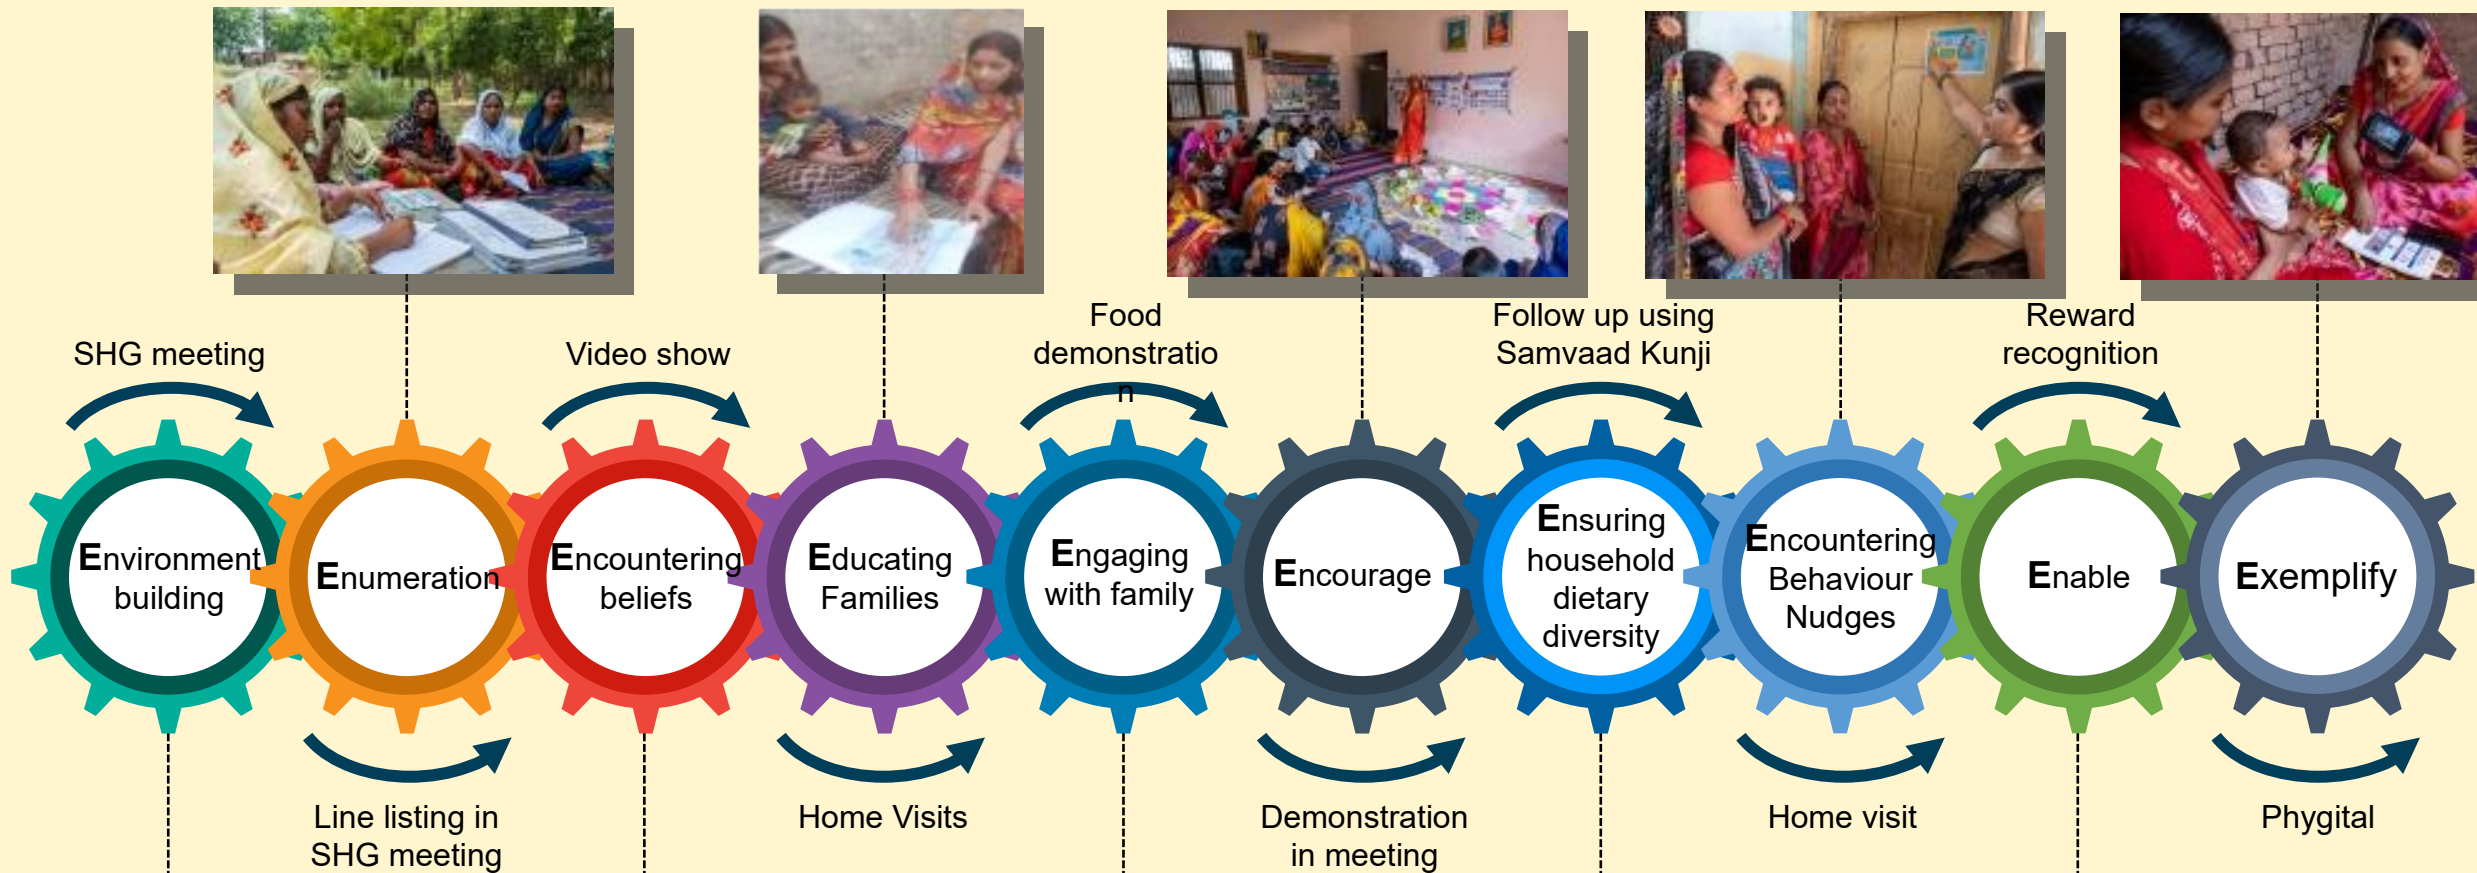 SHG meeting
Video show
Food
demonstratio
n
Follow up using
Samvaad Kunji
Reward
recognition
Environment
building
Enumeration
Encountering
beliefs
Educating
Families
Engaging
with family
Encourage
Ensuring
household
dietary
diversity
Encountering
Behaviour
Nudges
Enable
Exemplify
Line listing in
SHG meeting
Home Visits
Demonstration
in meeting
Home visit
Phygital